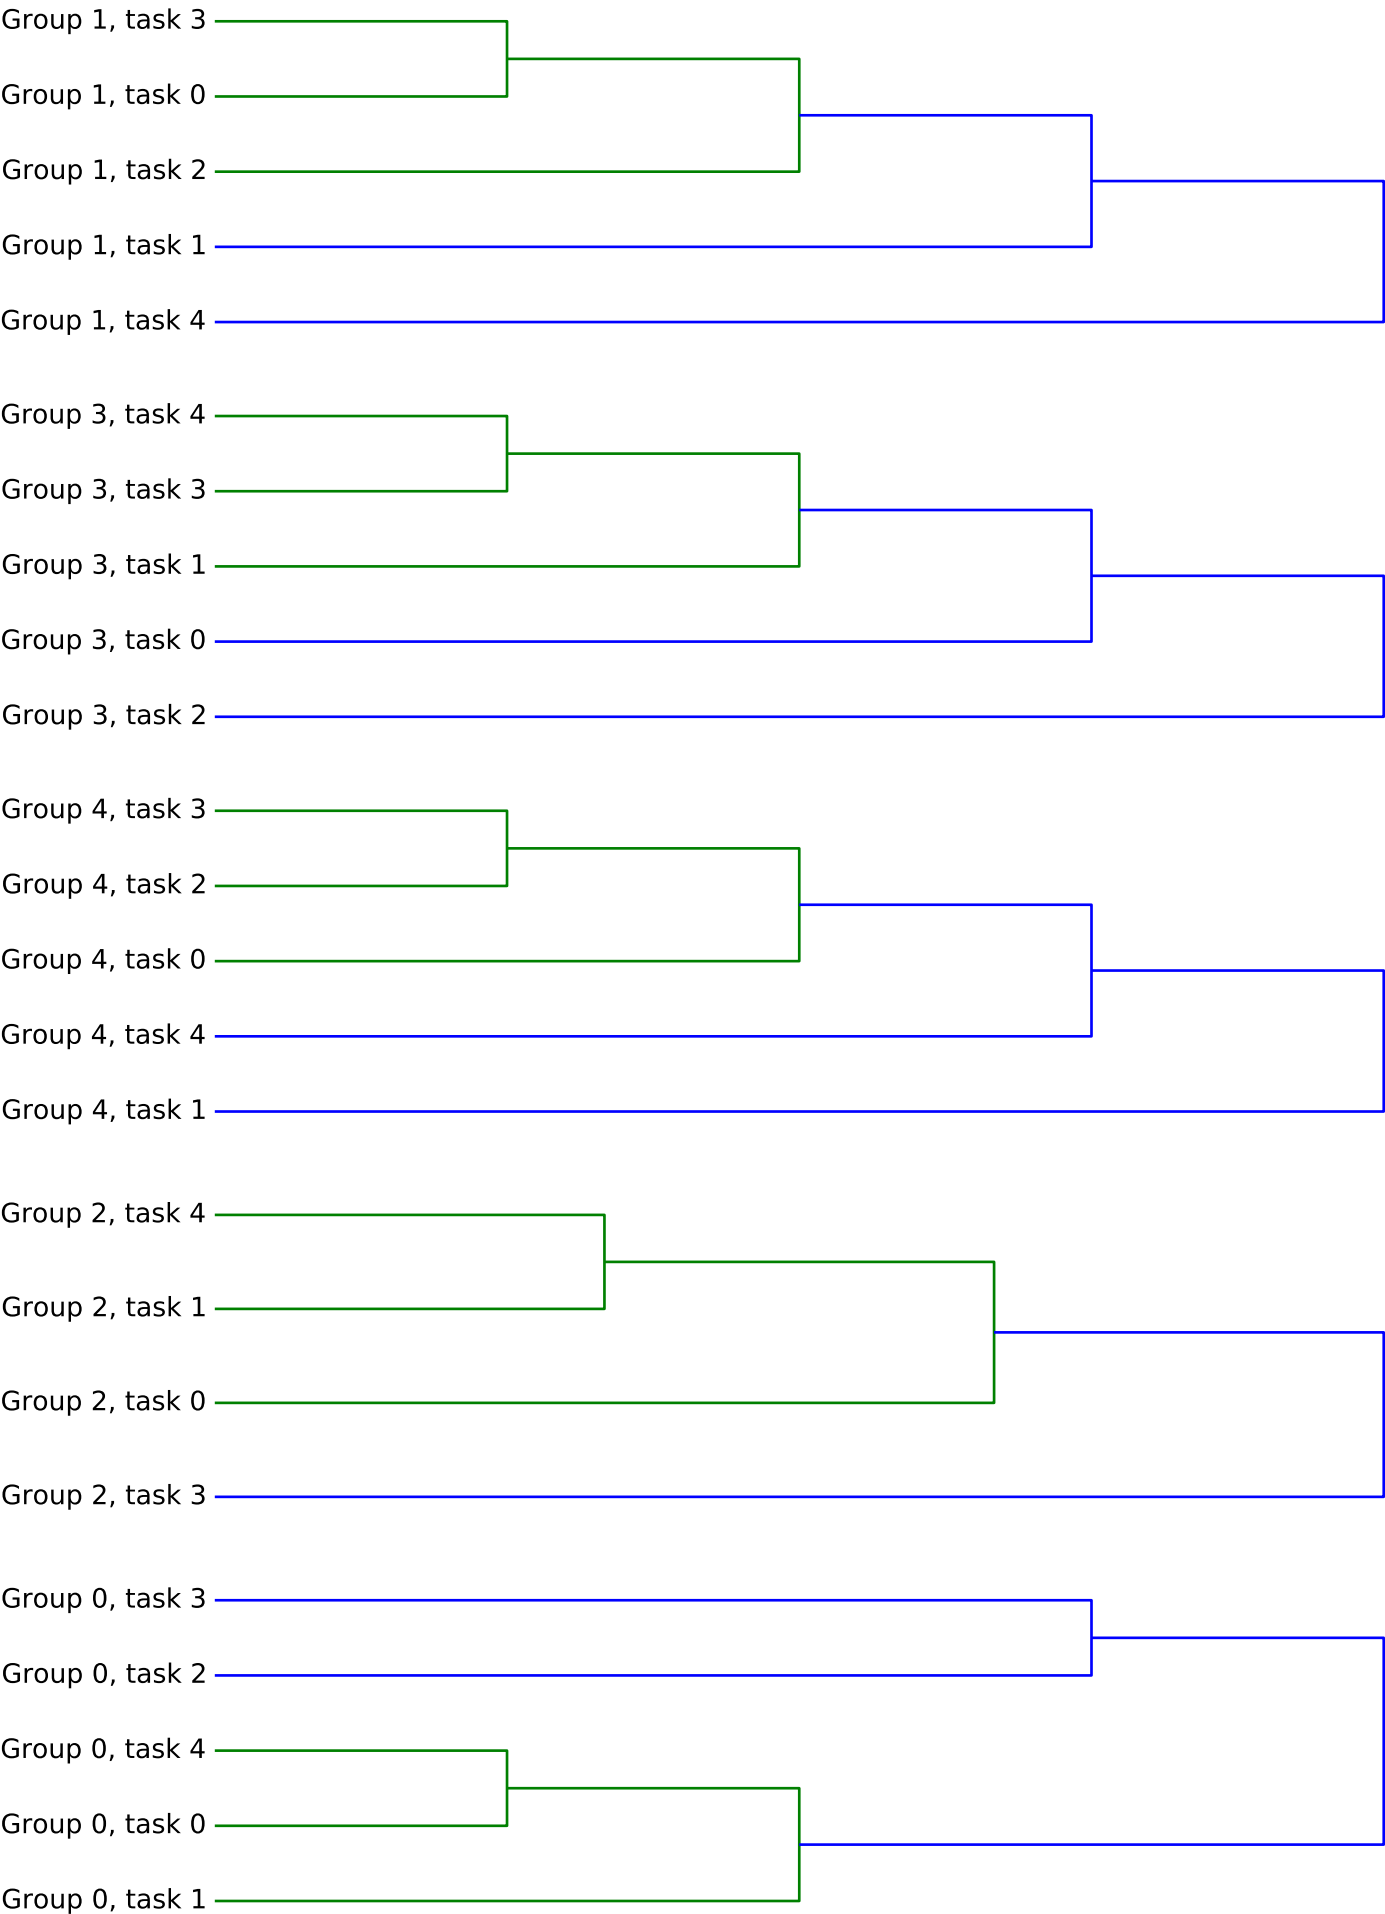 Group 1, task 3
Group 1, task 0
Group 1, task 2
Group 1, task 1
Group 1, task 4
Group 3, task 4
Group 3, task 3
Group 3, task 1
Group 3, task 0
Group 3, task 2
Group 4, task 3
Group 4, task 2
Group 4, task 0
Group 4, task 4
Group 4, task 1
Group 2, task 4
Group 2, task 1
Group 2, task 0
Group 2, task 3
Group 0, task 3
Group 0, task 2
Group 0, task 4
Group 0, task 0
Group 0, task 1